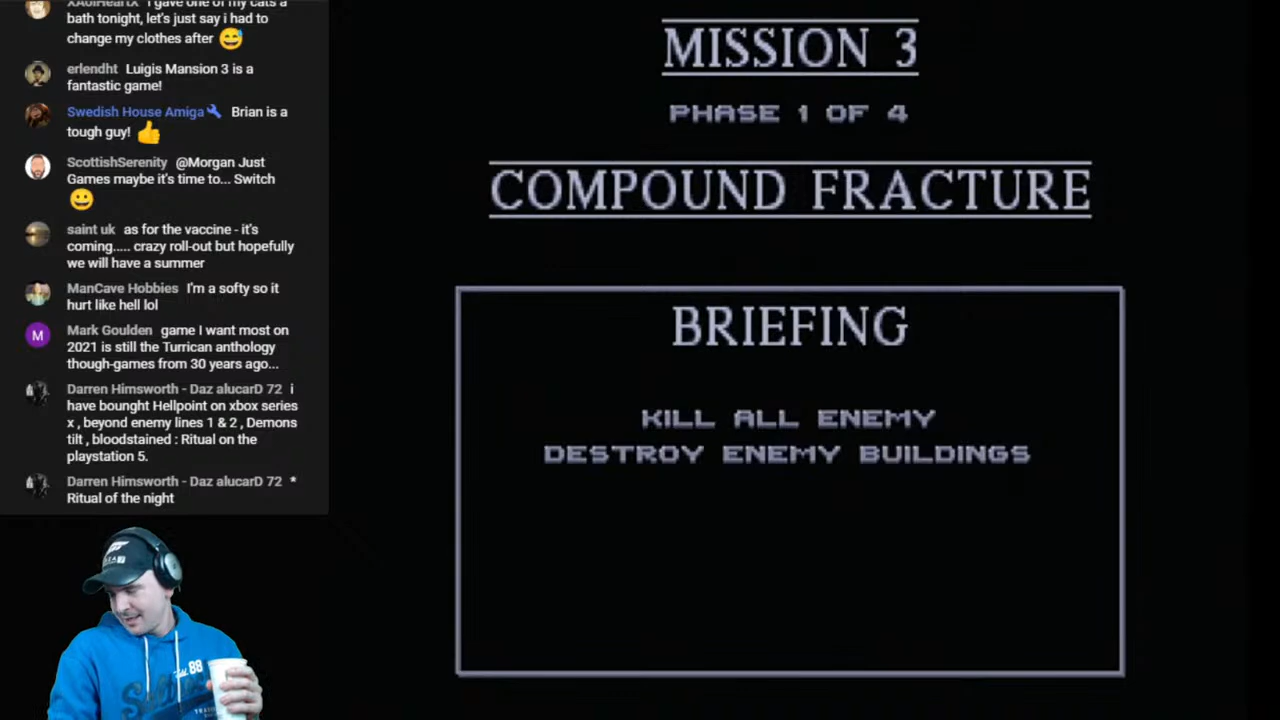 XAolHeartX I gave one of my cats a
bath tonight, let's just say i had to
change my clothes after 😅
erlendht Luigis Mansion 3 is a
fantastic game!
Swedish House Amiga Brian is a
tough guy! 👍
ScottishSerenity @Morgan Just
Games maybe it's time to... Switch
😀
saint uk as for the vaccine - it's
coming..... crazy roll-out but hopefully
we will have a summer
ManCave Hobbies I'm a softy so it
hurt like hell lol
M
Mark Goulden game I want most on
2021 is still the Turrican anthology
though-games from 30 years ago...
Darren Himsworth - Daz alucarD 72 i
have bounght Hellpoint on xbox series
x , beyond enemy lines 1 & 2 , Demons
tilt , bloodstained : Ritual on the
playstation 5.
Darren Himsworth - Daz alucarD 72 *
Ritual of the night
MISSION 3
PHASE 1 OF 4
COMPOUND FRACTURE
BRIEFING
KILL ALL ENEMY
DESTROY ENEMY BUILDINGS
88